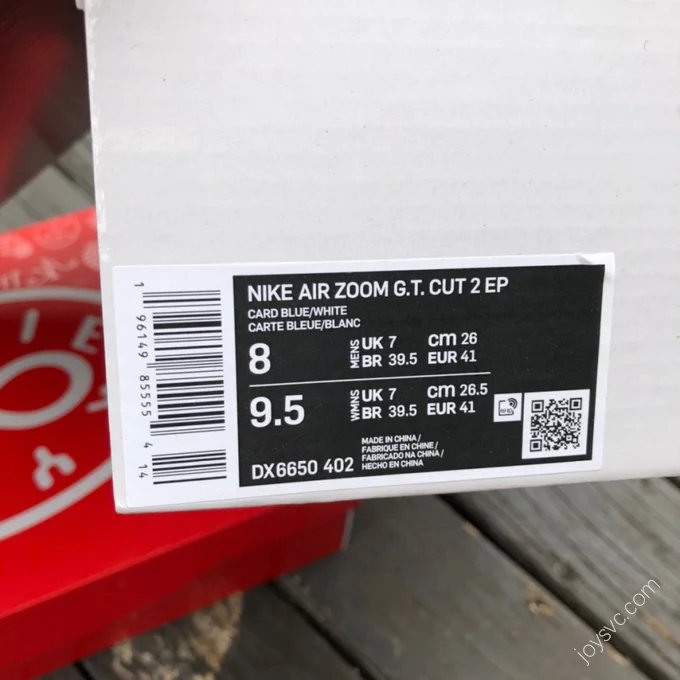 NIKE AIR ZOOM G.T. CUT 2 EP
CARD BLUE/WHITE
CARTE BLEUE/BLANC
8 MENS UK 7 cm 26
BR 39.5 EUR 41
9.5 WMNS UK 7 cm 26.5
BR 39.5 EUR 41
DX6650 402
MADE IN CHINA /
FABRIQUE EN CHINE /
FABRICADO NA CHINA /
HECHO EN CHINA
1 96149 85555 4 14
RFID
joysvc.com